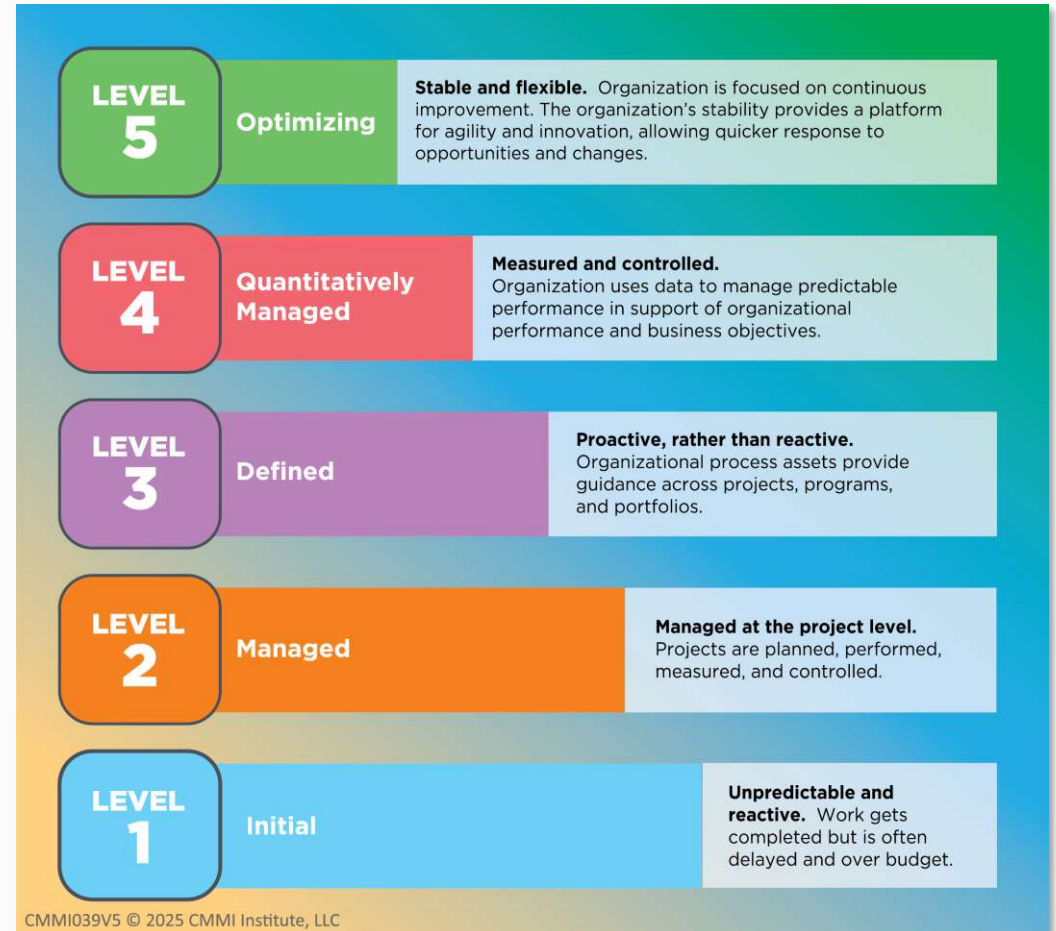 LEVEL
5
Optimizing
Stable and flexible. Organization is focused on continuous
improvement. The organization’s stability provides a platform
for agility and innovation, allowing quicker response to
opportunities and changes.
LEVEL
4
Quantitatively
Managed
Measured and controlled.
Organization uses data to manage predictable
performance in support of organizational
performance and business objectives.
LEVEL
3
Defined
Proactive, rather than reactive.
Organizational process assets provide
guidance across projects, programs,
and portfolios.
LEVEL
2
Managed
Managed at the project level.
Projects are planned, performed,
measured, and controlled.
LEVEL
1
Initial
Unpredictable and
reactive. Work gets
completed but is often
delayed and over budget.
CMMI039V5 © 2025 CMMI Institute, LLC